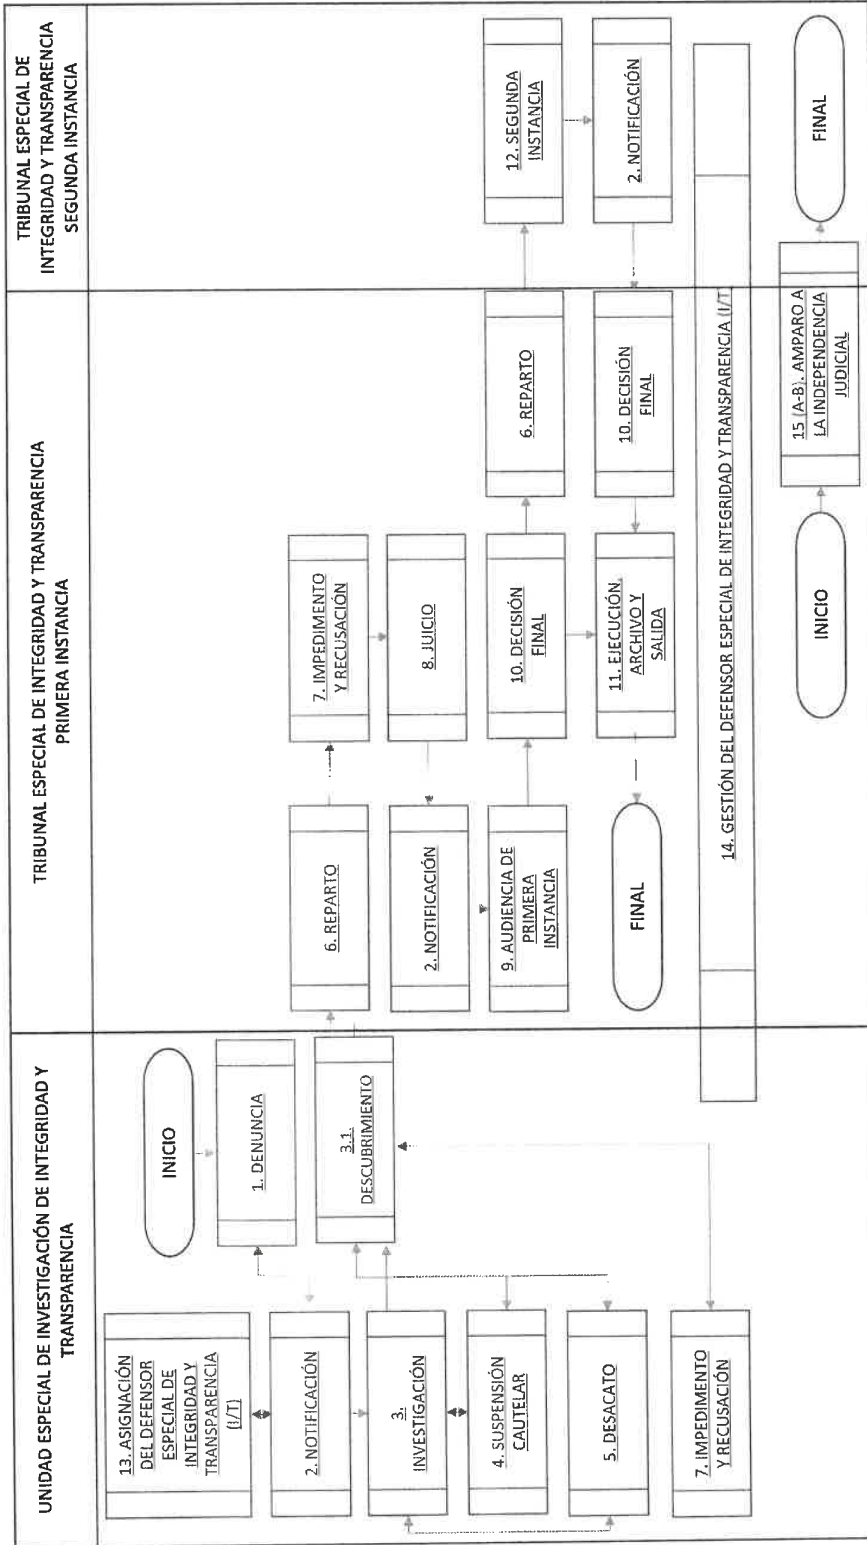 UNIDAD ESPECIAL DE INVESTIGACIÓN DE INTEGRIDAD Y
TRANSPARENCIA
INICIO
1. DENUNCIA
13. ASIGNACIÓN
DEL DEFENSOR
ESPECIAL DE
INTEGRIDAD Y
TRANSPARENCIA
(I/T)
2. NOTIFICACIÓN
3.
INVESTIGACIÓN
3.1.
DESCUBRIMIENTO
4. SUSPENSIÓN
CAUTELAR
5. DESACATO
7. IMPEDIMENTO
Y RECUSACIÓN
TRIBUNAL ESPECIAL DE INTEGRIDAD Y TRANSPARENCIA
PRIMERA INSTANCIA
6. REPARTO
7. IMPEDIMENTO
Y RECUSACIÓN
2. NOTIFICACIÓN
8. JUICIO
9. AUDIENCIA DE
PRIMERA
INSTANCIA
10. DECISIÓN
FINAL
6. REPARTO
FINAL
11. EJECUCIÓN.
ARCHIVO Y
SALIDA
10. DECISIÓN
FINAL
TRIBUNAL ESPECIAL DE
INTEGRIDAD Y TRANSPARENCIA
SEGUNDA INSTANCIA
12. SEGUNDA
INSTANCIA
2. NOTIFICACIÓN
14. GESTIÓN DEL DEFENSOR ESPECIAL DE INTEGRIDAD Y TRANSPARENCIA (I/T)
INICIO
15 (A-B). AMPARO A
LA INDEPENDENCIA
JUDICIAL
FINAL